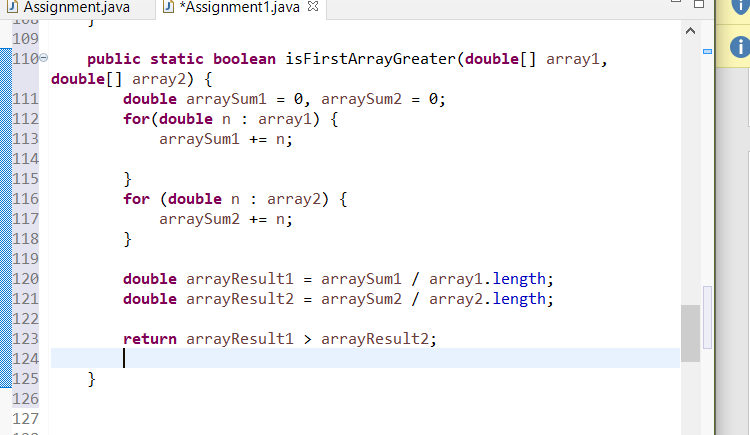 Assignment.java *Assignment1.java
108 }
109
110 public static boolean isFirstArrayGreater(double[] array1,
double[] array2) {
111 double arraySum1 = 0, arraySum2 = 0;
112 for(double n : array1) {
113 arraySum1 += n;
114
115 }
116 for (double n : array2) {
117 arraySum2 += n;
118 }
119
120 double arrayResult1 = arraySum1 / array1.length;
121 double arrayResult2 = arraySum2 / array2.length;
122
123 return arrayResult1 > arrayResult2;
124
125 }
126
127